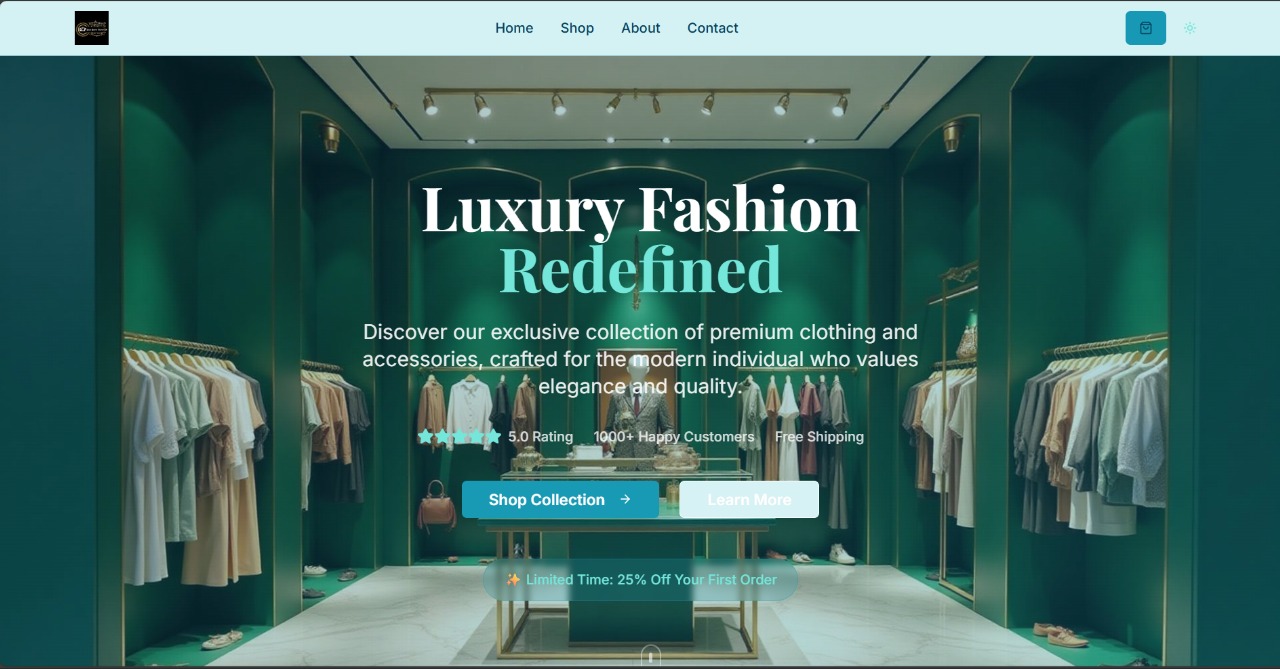 Home Shop About Contact
Luxury Fashion
Redefined
Discover our exclusive collection of premium clothing and
accessories, crafted for the modern individual who values
elegance and quality.
5.0 Rating 1000+ Happy Customers Free Shipping
Shop Collection → Learn More
✨ Limited Time: 25% Off Your First Order